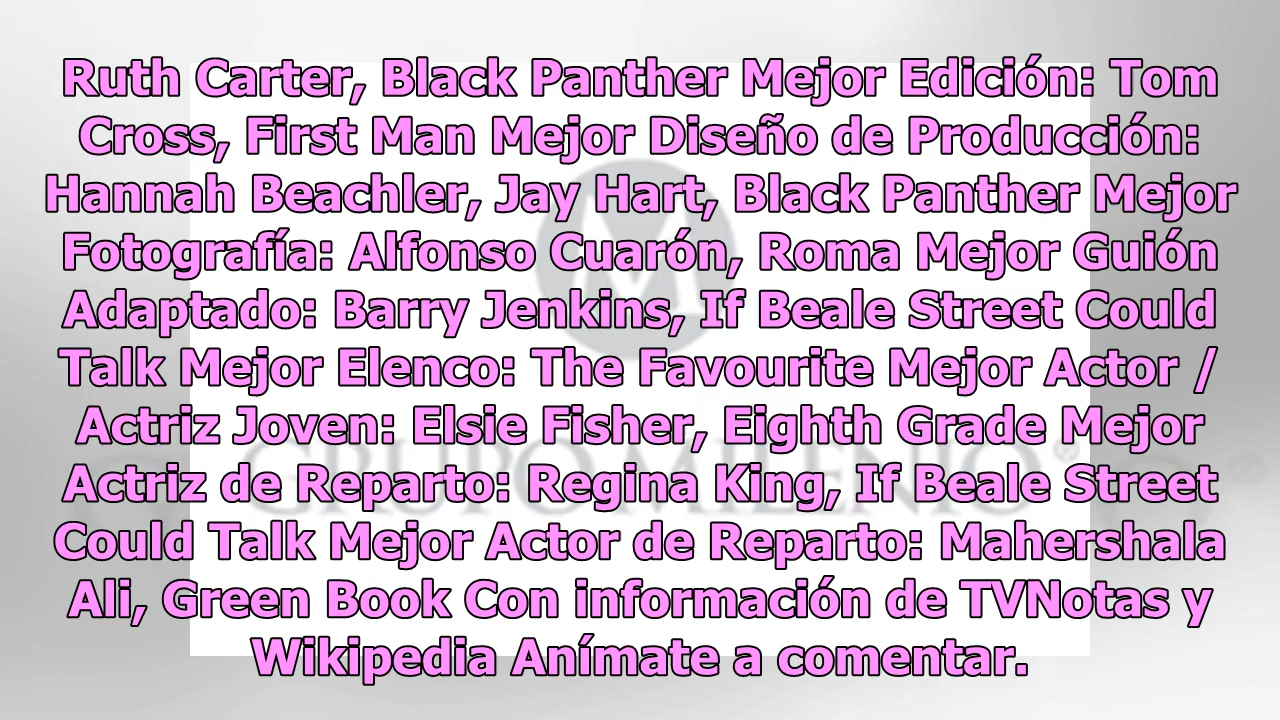 Ruth Carter, Black Panther Mejor Edición: Tom
Cross, First Man Mejor Diseño de Producción:
Hannah Beachler, Jay Hart, Black Panther Mejor
Fotografía: Alfonso Cuarón, Roma Mejor Guión
Adaptado: Barry Jenkins, If Beale Street Could
Talk Mejor Elenco: The Favourite Mejor Actor /
Actriz Joven: Elsie Fisher, Eighth Grade Mejor
GRUPO MILENIO®
Actriz de Reparto: Regina King, If Beale Street
Could Talk Mejor Actor de Reparto: Mahershala
Ali, Green Book Con información de TVNotas y
Wikipedia Anímate a comentar.